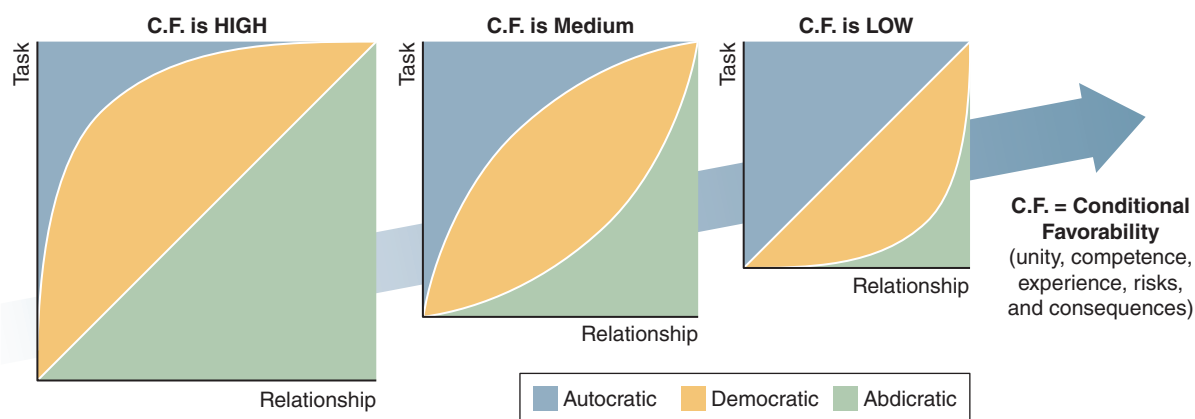 C.F. is HIGH
Task
Relationship
C.F. is Medium
Task
Relationship
C.F. is LOW
Task
Relationship
C.F. = Conditional
Favorability
(unity, competence,
experience, risks,
and consequences)
Autocratic
Democratic
Abdicratic